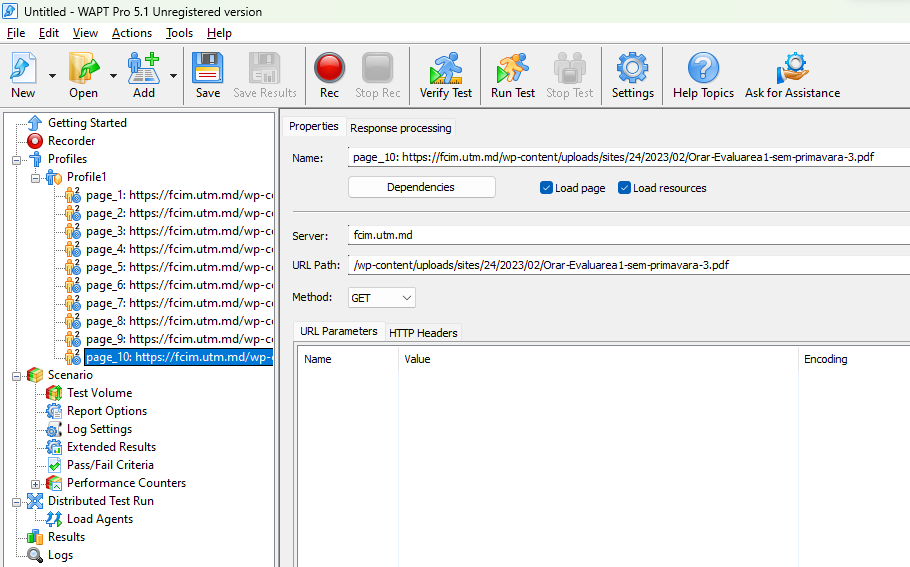 Untitled - WAPT Pro 5.1 Unregistered version
File Edit View Actions Tools Help
New Open Add Save Save Results Rec Stop Rec Verify Test Run Test Stop Test Settings Help Topics Ask for Assistance
Getting Started
Recorder
Profiles
Profile1
page_1: https://fcim.utm.md/wp-c
page_2: https://fcim.utm.md/wp-c
page_3: https://fcim.utm.md/wp-c
page_4: https://fcim.utm.md/wp-c
page_5: https://fcim.utm.md/wp-c
page_6: https://fcim.utm.md/wp-c
page_7: https://fcim.utm.md/wp-c
page_8: https://fcim.utm.md/wp-c
page_9: https://fcim.utm.md/wp-c
page_10: https://fcim.utm.md/wp-
Scenario
Test Volume
Report Options
Log Settings
Extended Results
Pass/Fail Criteria
Performance Counters
Distributed Test Run
Load Agents
Results
Logs
Properties Response processing
Name: page_10: https://fcim.utm.md/wp-content/uploads/sites/24/2023/02/Orar-Evaluarea1-sem-primavara-3.pdf
Dependencies Load page Load resources
Server: fcim.utm.md
URL Path: /wp-content/uploads/sites/24/2023/02/Orar-Evaluarea1-sem-primavara-3.pdf
Method: GET
URL Parameters HTTP Headers
Name Value Encoding